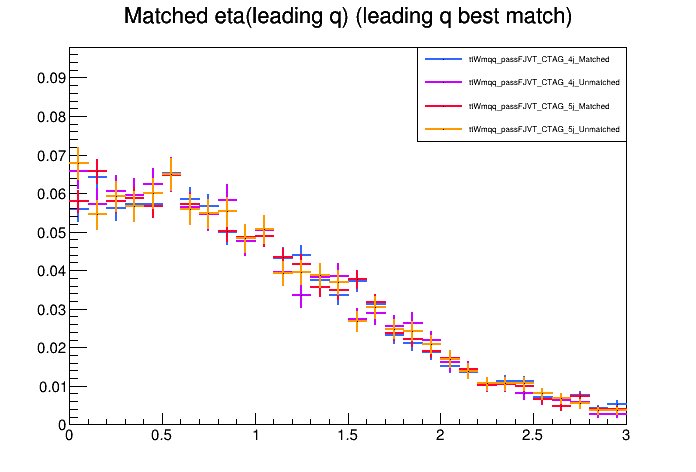 Matched eta(leading q) (leading q best match)
ttWmqq_passFJVT_CTAG_4j_Matched
ttWmqq_passFJVT_CTAG_4j_Unmatched
ttWmqq_passFJVT_CTAG_5j_Matched
ttWmqq_passFJVT_CTAG_5j_Unmatched
0.09
0.08
0.07
0.06
0.05
0.04
0.03
0.02
0.01
0
0 0.5 1 1.5 2 2.5 3